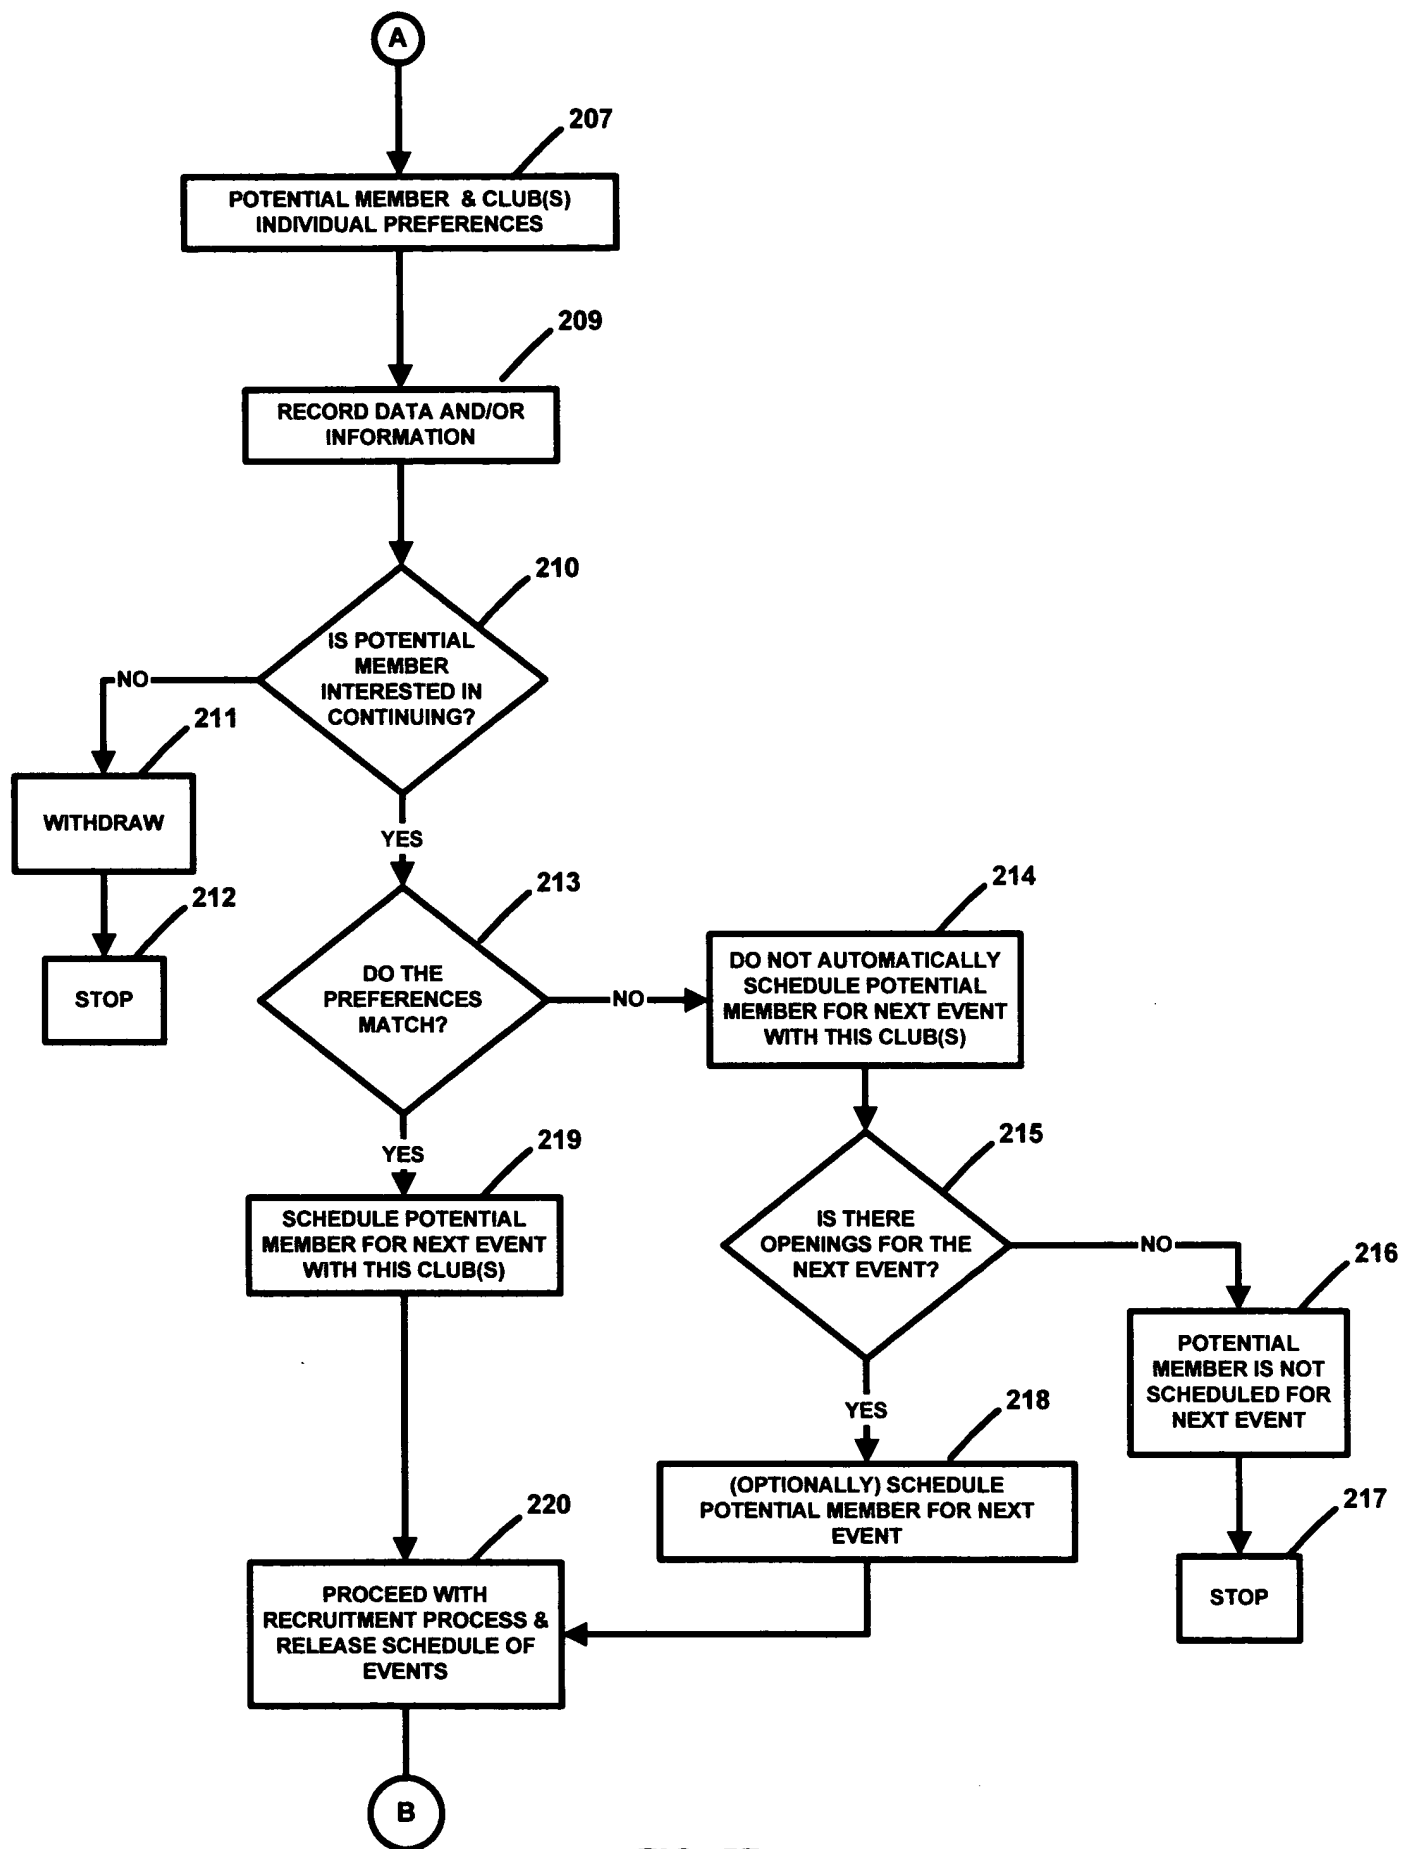 A
207
POTENTIAL MEMBER & CLUB(S)
INDIVIDUAL PREFERENCES
209
RECORD DATA AND/OR
INFORMATION
210
IS POTENTIAL
MEMBER
INTERESTED IN
CONTINUING?
NO
211
WITHDRAW
212
STOP
YES
213
DO THE
PREFERENCES
MATCH?
NO
214
DO NOT AUTOMATICALLY
SCHEDULE POTENTIAL
MEMBER FOR NEXT EVENT
WITH THIS CLUB(S)
YES
219
SCHEDULE POTENTIAL
MEMBER FOR NEXT EVENT
WITH THIS CLUB(S)
215
IS THERE
OPENINGS FOR THE
NEXT EVENT?
NO
216
POTENTIAL
MEMBER IS NOT
SCHEDULED FOR
NEXT EVENT
217
STOP
YES
218
(OPTIONALLY) SCHEDULE
POTENTIAL MEMBER FOR NEXT
EVENT
220
PROCEED WITH
RECRUITMENT PROCESS &
RELEASE SCHEDULE OF
EVENTS
B